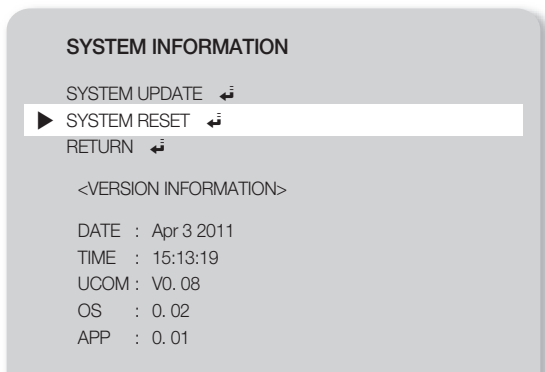 SYSTEM INFORMATION
SYSTEM UPDATE ↲
▶ SYSTEM RESET ↲
RETURN ↲
<VERSION INFORMATION>
DATE : Apr 3 2011
TIME : 15:13:19
UCOM : V0. 08
OS : 0. 02
APP : 0. 01